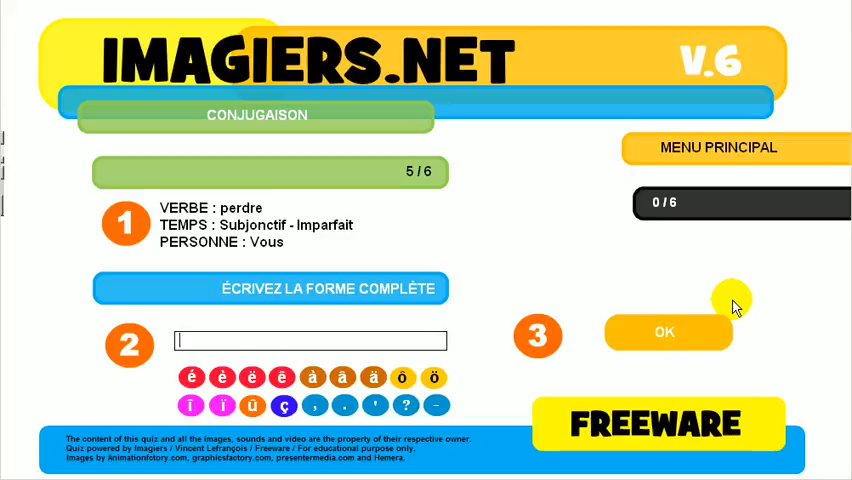 IMAGIERS.NET
V.6
CONJUGAISON
MENU PRINCIPAL
5 / 6
0 / 6
1
VERBE : perdre
TEMPS : Subjonctif - Imparfait
PERSONNE : Vous
ÉCRIVEZ LA FORME COMPLÈTE
2
3
OK
é è ë ê à â ä ô ö
î ï û ç , . ' ? -
FREEWARE
The content of this quiz and all the images, sounds and video are the property of their respective owner.
Quiz powered by Imagiers / Vincent Lefrançois / Freeware / For educational purpose only.
Images by Animationfctory.com, graphicsfactory.com, presentermedia.com and Hemera.